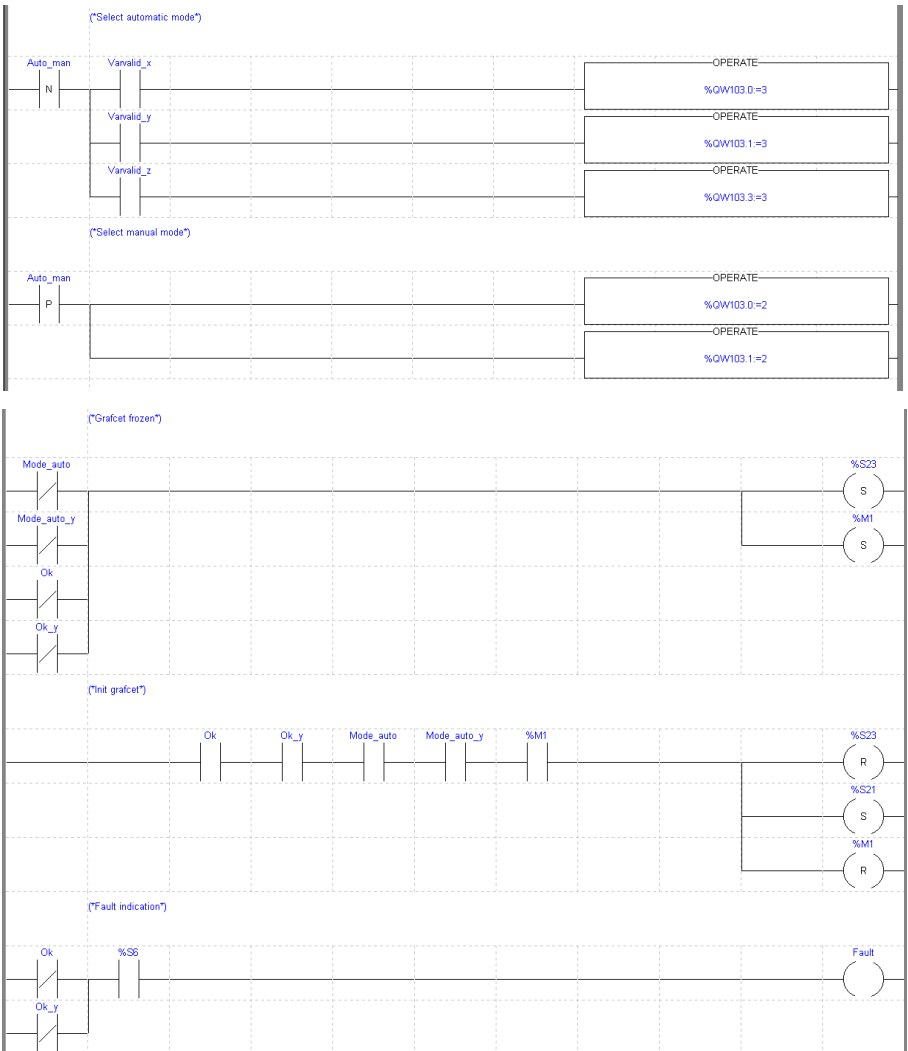 (*Select automatic mode*)
Auto_man Varvalid_x OPERATE
N %QW103.0:=3
Varvalid_y OPERATE
%QW103.1:=3
Varvalid_z OPERATE
%QW103.3:=3
(*Select manual mode*)
Auto_man OPERATE
P %QW103.0:=2
OPERATE
%QW103.1:=2
(*Grafcet frozen*)
Mode_auto %S23
S
Mode_auto_y %M1
S
Ok
Ok_y
(*Init grafcet*)
Ok Ok_y Mode_auto Mode_auto_y %M1 %S23
R
%S21
S
%M1
R
(*Fault indication*)
Ok %S6 Fault
Ok_y